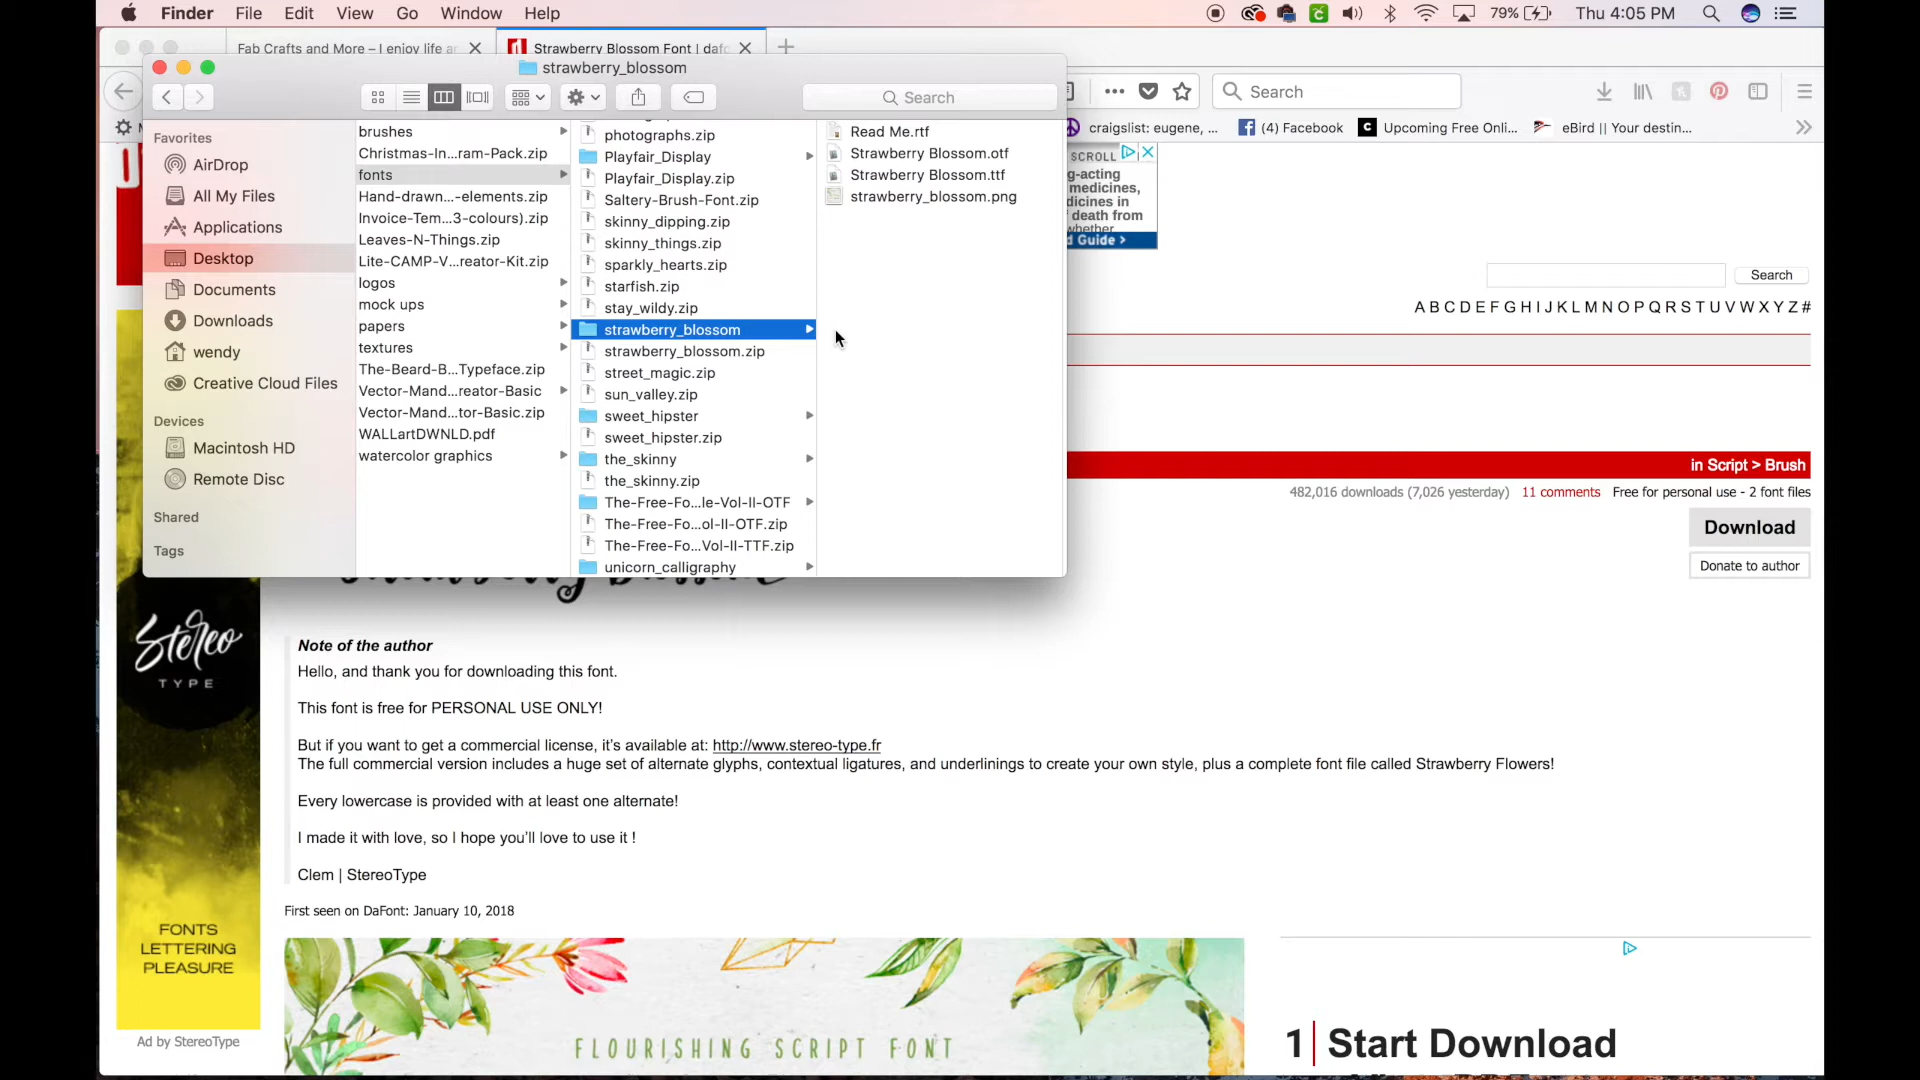 Finder File Edit View Go Window Help
79% Thu 4:05 PM
Fab Crafts and More – I enjoy life a
Strawberry Blossom Font | dafo
strawberry_blossom
Search
Search
craigslist: eugene, ...
(4) Facebook
Upcoming Free Onli...
eBird || Your destin...
Favorites
AirDrop
All My Files
Applications
Desktop
Documents
Downloads
wendy
Creative Cloud Files
Devices
Macintosh HD
Remote Disc
Shared
Tags
brushes
Christmas-In...ram-Pack.zip
fonts
Hand-drawn...-elements.zip
Invoice-Tem...3-colours).zip
Leaves-N-Things.zip
Lite-CAMP-V...reator-Kit.zip
logos
mock ups
papers
textures
The-Beard-B...Typeface.zip
Vector-Mand...reator-Basic
Vector-Mand...tor-Basic.zip
WALLartDWNLD.pdf
watercolor graphics
photographs.zip
Playfair_Display
Playfair_Display.zip
Saltery-Brush-Font.zip
skinny_dipping.zip
skinny_things.zip
sparkly_hearts.zip
starfish.zip
stay_wildy.zip
strawberry_blossom
strawberry_blossom.zip
street_magic.zip
sun_valley.zip
sweet_hipster
sweet_hipster.zip
the_skinny
the_skinny.zip
The-Free-Fo...le-Vol-II-OTF
The-Free-Fo...ol-II-OTF.zip
The-Free-Fo...Vol-II-TTF.zip
unicorn_calligraphy
Read Me.rtf
Strawberry Blossom.otf
Strawberry Blossom.ttf
strawberry_blossom.png
SCROLL
g-acting
medicines,
dicines in
of death from
whether
d Guide >
Search
A B C D E F G H I J K L M N O P Q R S T U V W X Y Z #
in Script > Brush
482,016 downloads (7,026 yesterday) 11 comments Free for personal use - 2 font files
Download
Donate to author
Note of the author
Hello, and thank you for downloading this font.
This font is free for PERSONAL USE ONLY!
But if you want to get a commercial license, it's available at: http://www.stereo-type.fr
The full commercial version includes a huge set of alternate glyphs, contextual ligatures, and underlinings to create your own style, plus a complete font file called Strawberry Flowers!
Every lowercase is provided with at least one alternate!
I made it with love, so I hope you'll love to use it !
Clem | StereoType
First seen on DaFont: January 10, 2018
Stereo
TYPE
FONTS
LETTERING
PLEASURE
Ad by StereoType
FLOURISHING SCRIPT FONT
1 | Start Download